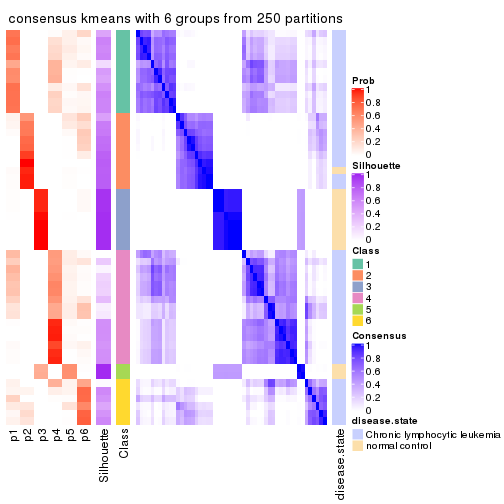 consensus kmeans with 6 groups from 250 partitions
Prob
1
0.8
0.6
0.4
0.2
0
Silhouette
1
0.8
0.6
0.4
0.2
0
Class
1
2
3
4
5
6
Consensus
1
0.8
0.6
0.4
0.2
0
disease.state
Chronic lymphocytic leukemia
normal control
p1
p2
p3
p4
p5
p6
Silhouette
Class
disease.state